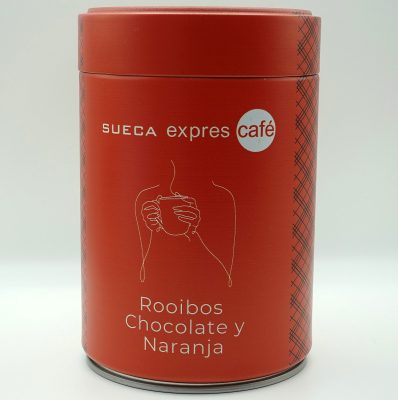 SUECA expres café
Rooibos
Chocolate y
Naranja